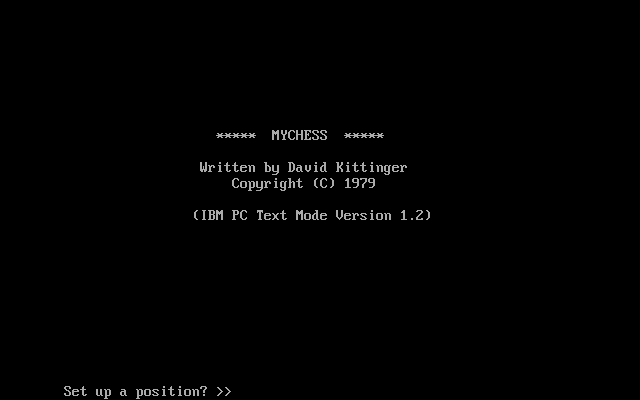 ***** MYCHESS *****
Written by David Kittinger
Copyright (C) 1979
(IBM PC Text Mode Version 1.2)
Set up a position? >>